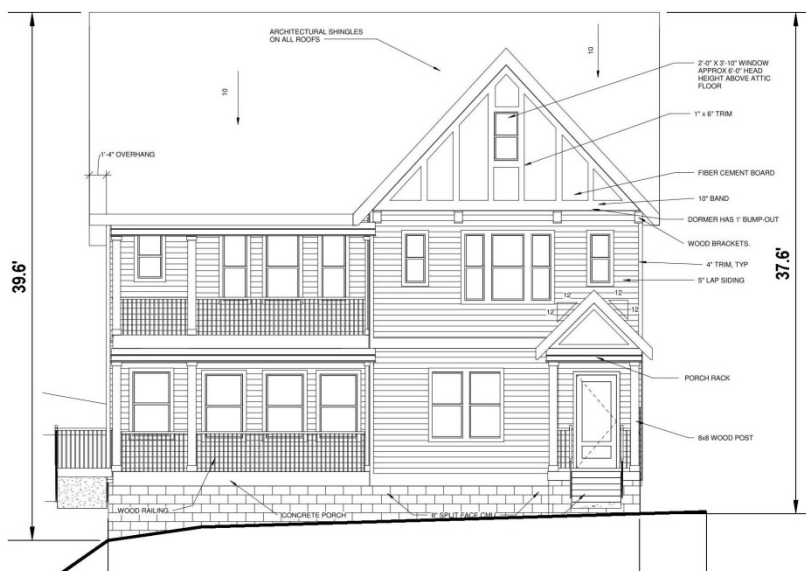 ARCHITECTURAL SHINGLES
ON ALL ROOFS
10
10
2'-0" X 3'-10" WINDOW
APPROX 6'-0" HEAD
HEIGHT ABOVE ATTIC
FLOOR
1" x 6" TRIM
1'-4" OVERHANG
FIBER CEMENT BOARD
10" BAND
DORMER HAS 1' BUMP-OUT
WOOD BRACKETS.
4" TRIM, TYP
5" LAP SIDING
39.6'
37.6'
12
12
12
12
PORCH RACK
8x8 WOOD POST
WOOD RAILING
CONCRETE PORCH
8" SPLIT FACE CMU